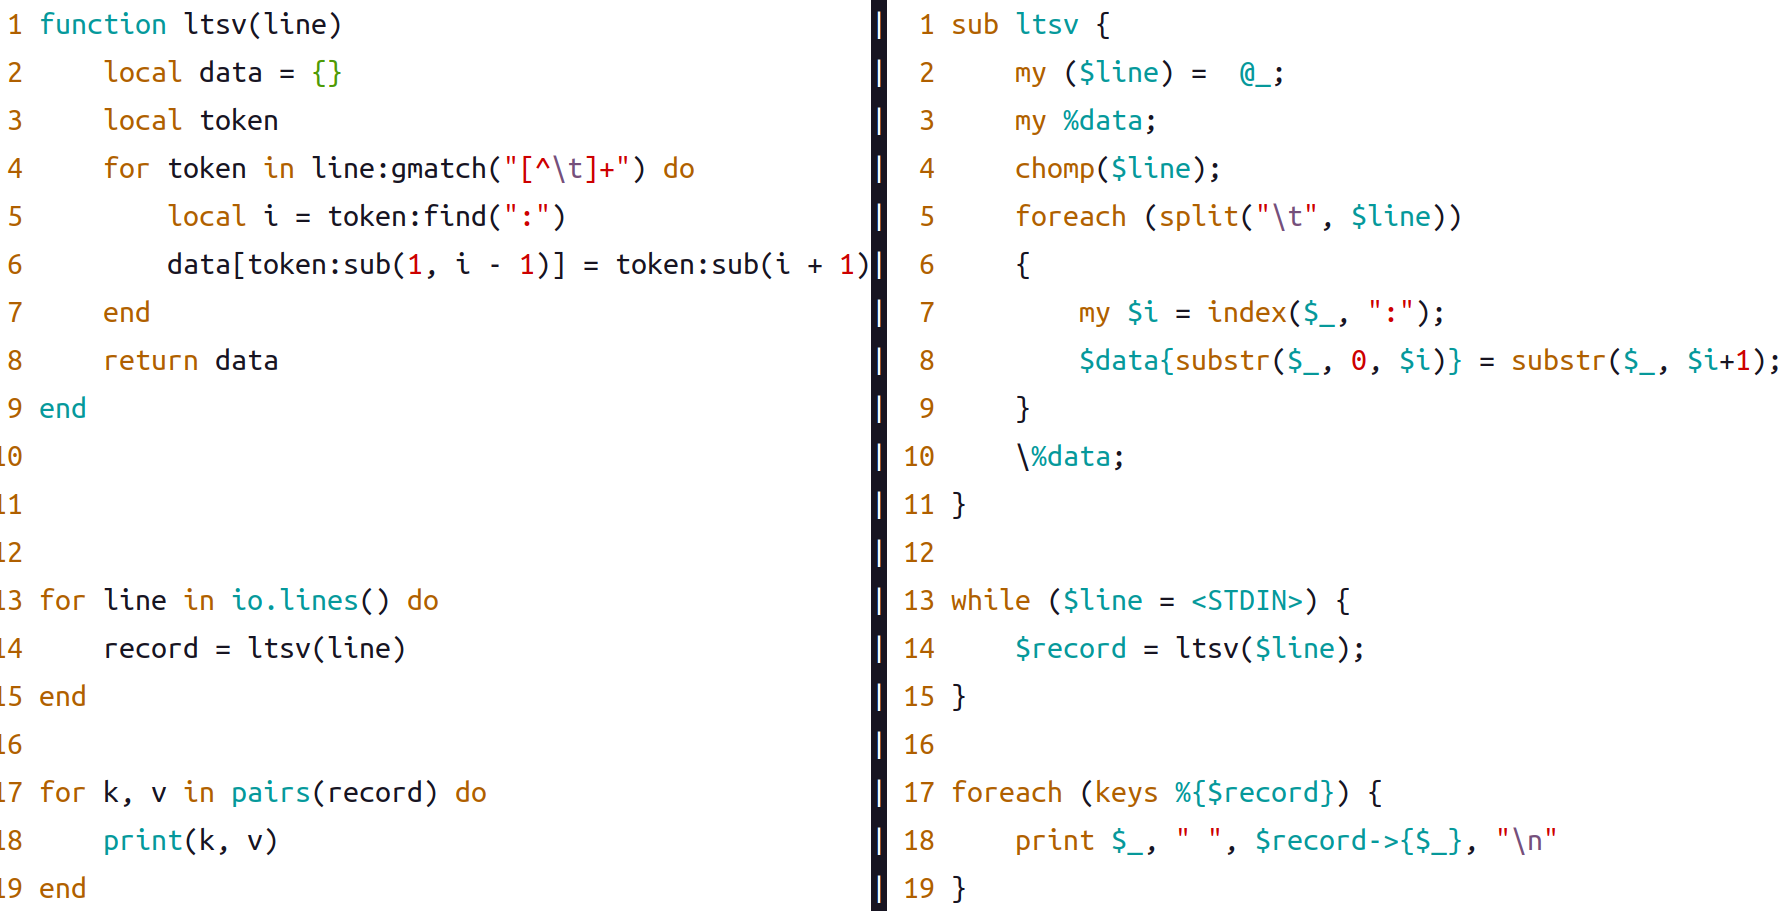 1 function ltsv(line)
2     local data = {}
3     local token
4     for token in line:gmatch("[^\t]+") do
5         local i = token:find(":")
6         data[token:sub(1, i - 1)] = token:sub(i + 1)
7     end
8     return data
9 end
10
11
12
13 for line in io.lines() do
14     record = ltsv(line)
15 end
16
17 for k, v in pairs(record) do
18     print(k, v)
19 end
1 sub ltsv {
2     my ($line) =  @_;
3     my %data;
4     chomp($line);
5     foreach (split("\t", $line))
6     {
7         my $i = index($_, ":");
8         $data{substr($_, 0, $i)} = substr($_, $i+1);
9     }
10     \%data;
11 }
12
13 while ($line = <STDIN>) {
14     $record = ltsv($line);
15 }
16
17 foreach (keys %{$record}) {
18     print $_, " ", $record->{$_}, "\n"
19 }